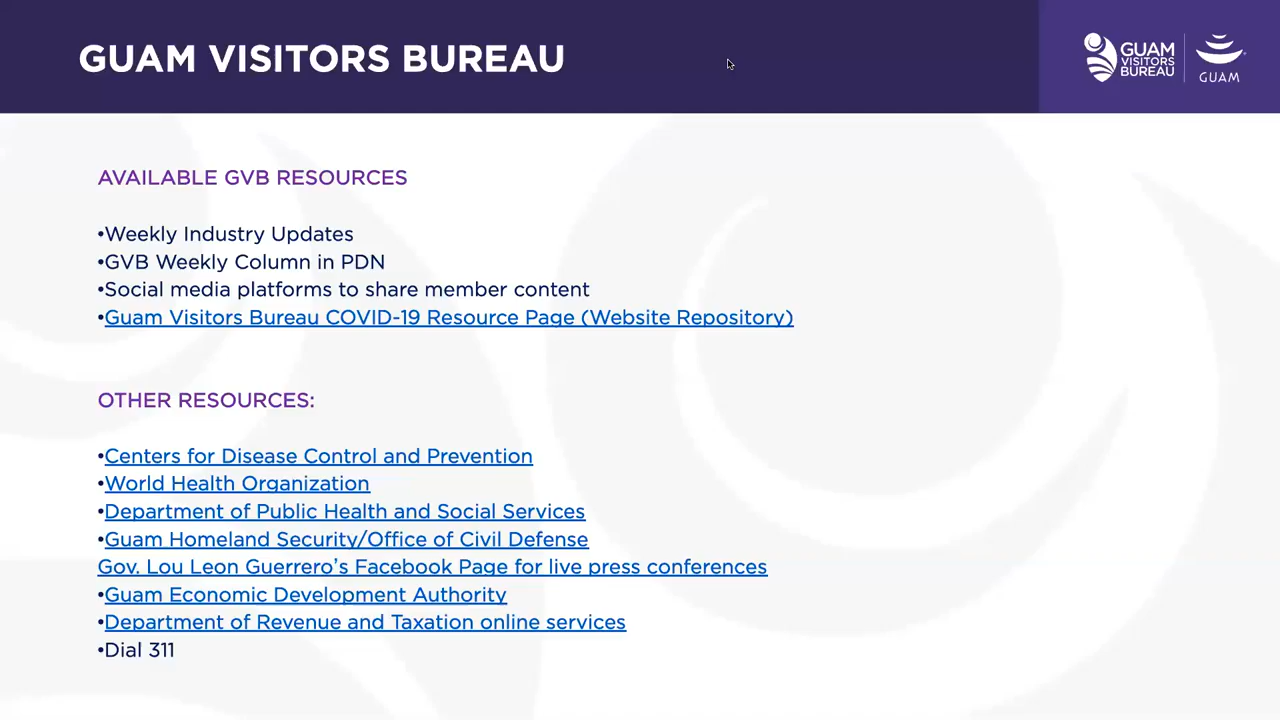 GUAM VISITORS BUREAU
GUAM
VISITORS
BUREAU
GUAM
AVAILABLE GVB RESOURCES
•Weekly Industry Updates
•GVB Weekly Column in PDN
•Social media platforms to share member content
•Guam Visitors Bureau COVID-19 Resource Page (Website Repository)
OTHER RESOURCES:
•Centers for Disease Control and Prevention
•World Health Organization
•Department of Public Health and Social Services
•Guam Homeland Security/Office of Civil Defense
Gov. Lou Leon Guerrero’s Facebook Page for live press conferences
•Guam Economic Development Authority
•Department of Revenue and Taxation online services
•Dial 311